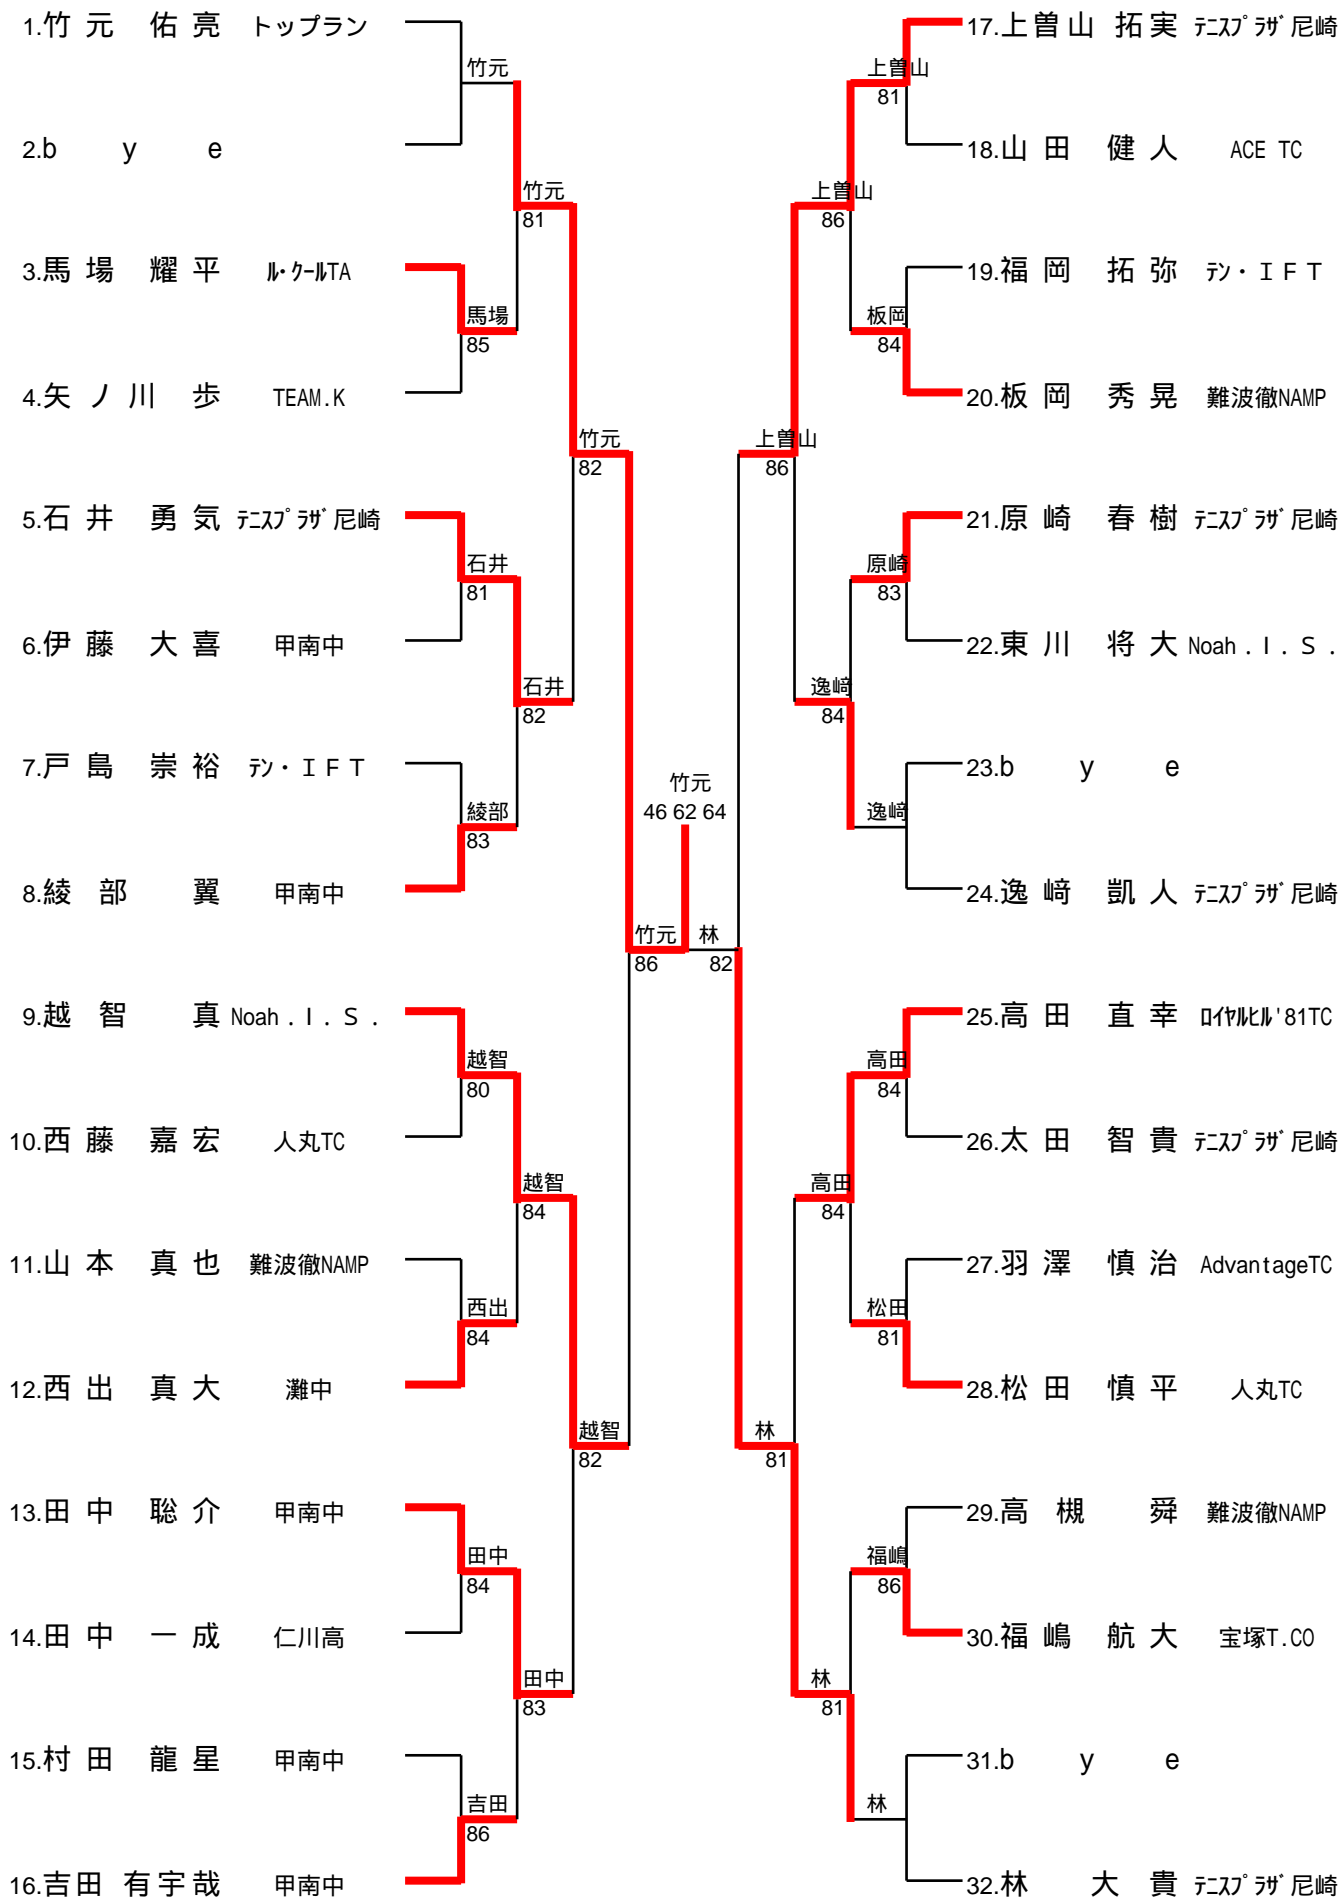 1.竹元 佑亮 トップラン
竹元
2.bye
竹元
81
3.馬場 耀平 ル・クールTA
馬場
85
4.矢ノ川 歩 TEAM.K
竹元
82
5.石井 勇気 テニスプラザ尼崎
石井
81
6.伊藤 大喜 甲南中
石井
82
7.戸島 崇裕 テン・IFT
綾部
83
8.綾部 翼 甲南中
竹元
86
9.越智 真 Noah.I.S.
越智
80
10.西藤 嘉宏 人丸TC
越智
84
11.山本 真也 難波徹NAMP
西出
84
12.西出 真大 灘中
越智
82
13.田中 聡介 甲南中
田中
84
14.田中 一成 仁川高
田中
83
15.村田 龍星 甲南中
吉田
86
16.吉田 有宇哉 甲南中
竹元
46 62 64
17.上曽山 拓実 テニスプラザ尼崎
上曽山
81
18.山田 健人 ACE TC
上曽山
86
19.福岡 拓弥 テン・IFT
板岡
84
20.板岡 秀晃 難波徹NAMP
上曽山
86
21.原崎 春樹 テニスプラザ尼崎
原崎
83
22.東川 将大 Noah.I.S.
逸﨑
84
23.bye
逸﨑
24.逸﨑 凱人 テニスプラザ尼崎
林
82
25.高田 直幸 ロイヤルヒル'81TC
高田
84
26.太田 智貴 テニスプラザ尼崎
高田
84
27.羽澤 慎治 AdvantageTC
松田
81
28.松田 慎平 人丸TC
林
81
29.高槻 舜 難波徹NAMP
福嶋
86
30.福嶋 航大 宝塚T.CO
林
81
31.bye
林
32.林 大貴 テニスプラザ尼崎